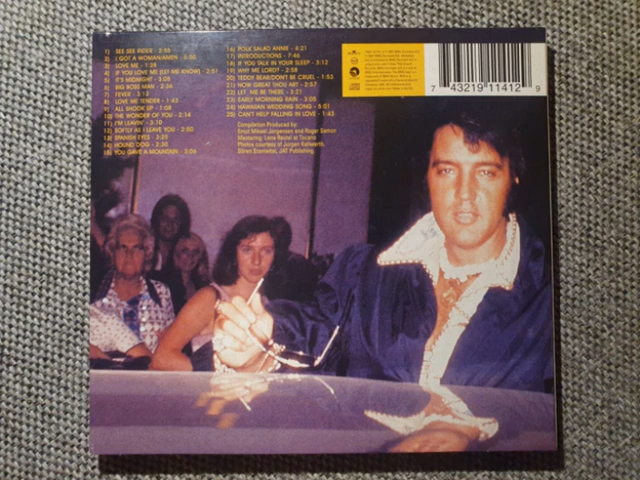 1) SEE SEE RIDER - 2:55
2) I GOT A WOMAN/AMEN - 6:50
3) LOVE ME - 1:28
4) IF YOU LOVE ME (LET ME KNOW) - 2:51
5) IT'S MIDNIGHT - 3:05
6) BIG BOSS MAN - 2:36
7) FEVER - 3:13
8) LOVE ME TENDER - 1:43
9) ALL SHOOK UP - 1:08
10) THE WONDER OF YOU - 2:14
11) I'M LEAVIN' - 3:10
12) SOFTLY AS I LEAVE YOU - 2:50
13) SPANISH EYES - 2:25
14) HOUND DOG - 2:30
15) YOU GAVE A MOUNTAIN - 3:06
16) POLK SALAD ANNIE - 4:21
17) INTRODUCTIONS - 7:46
18) IF YOU TALK IN YOUR SLEEP - 3:12
19) WHY ME LORD? - 2:58
20) TEDDY BEAR/DON'T BE CRUEL - 1:53
21) HOW GREAT THOU ART - 2:57
22) LET ME BE THERE - 3:21
23) EARLY MORNING RAIN - 3:05
24) HAWAIIAN WEDDING SONG - 5:01
25) CAN'T HELP FALLING IN LOVE - 1:43
Compilation Produced by:
Ernst Mikael Jørgensen and Roger Semon
Mastering: Lene Reidel at Tocano
Photos courtesy of Jurgen Keilwerth,
JAT Publishing.
7 43219 11412 9